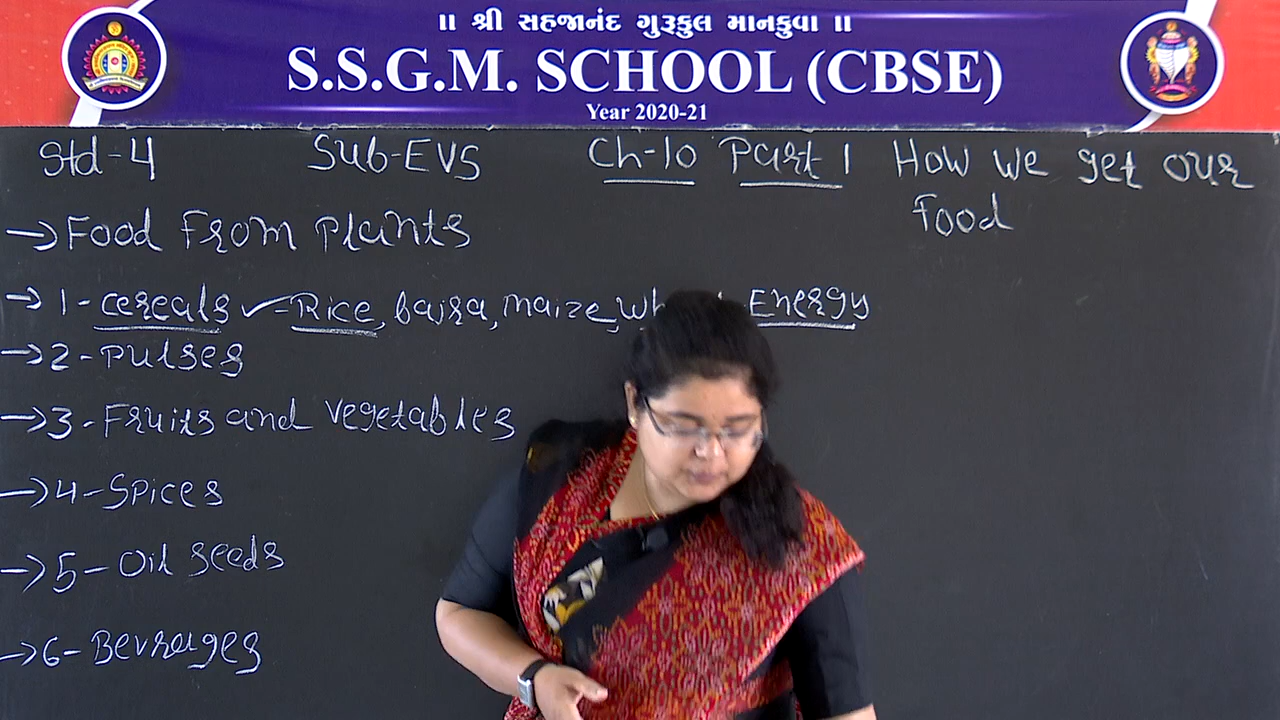 ॥ શ્રી સહજાનંદ ગુરૂકુલ માનકુવા ॥
S.S.G.M. SCHOOL (CBSE)
Year 2020-21
Std-4 Sub-EVS Ch-10 Part 1 How we get our
Food
→ Food From Plants
→ 1- cereals ✓ - Rice, bajra, maize, Energy
→ 2- Pulses
→ 3- Fruits and vegetables
→ 4- Spices
→ 5- Oil seeds
→ 6- Bevrages